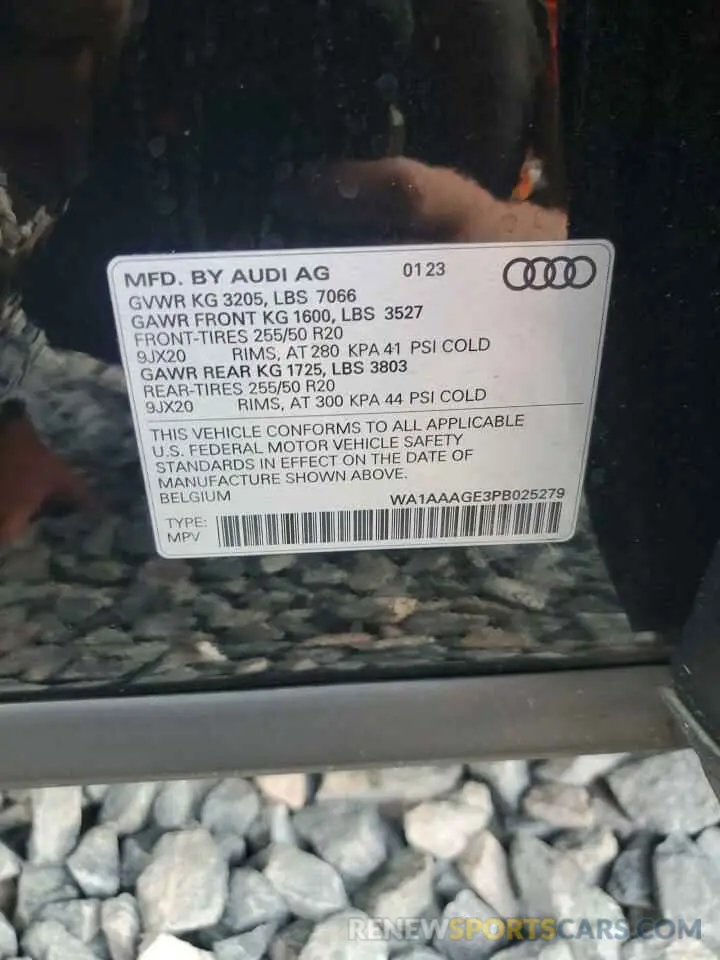 MFD. BY AUDI AG 01 23
GVWR KG 3205, LBS 7066
GAWR FRONT KG 1600, LBS 3527
FRONT-TIRES 255/50 R20
9JX20 RIMS, AT 280 KPA 41 PSI COLD
GAWR REAR KG 1725, LBS 3803
REAR-TIRES 255/50 R20
9JX20 RIMS, AT 300 KPA 44 PSI COLD
THIS VEHICLE CONFORMS TO ALL APPLICABLE
U.S. FEDERAL MOTOR VEHICLE SAFETY
STANDARDS IN EFFECT ON THE DATE OF
MANUFACTURE SHOWN ABOVE.
BELGIUM WA1AAAGE3PB025279
TYPE:
MPV
RENEWSPORTSCARS.COM